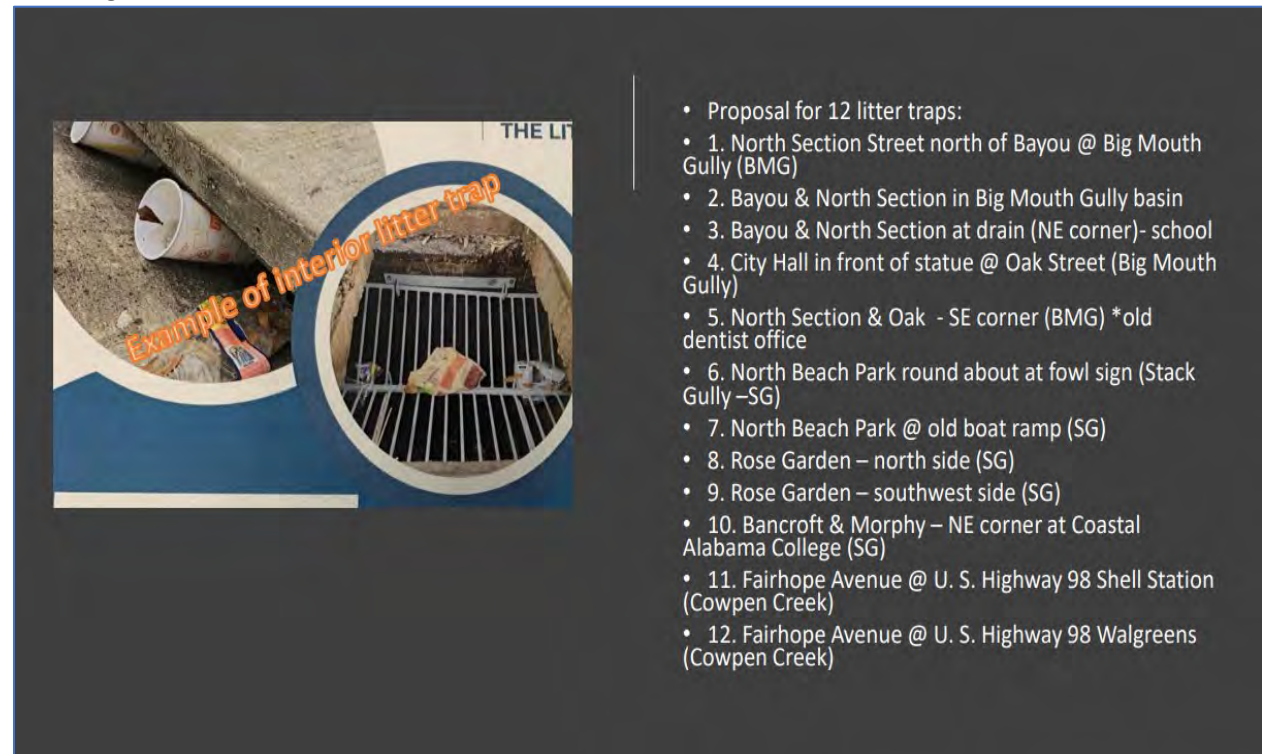 THE LIT
Example of interior litter trap
• Proposal for 12 litter traps:
• 1. North Section Street north of Bayou @ Big Mouth
Gully (BMG)
• 2. Bayou & North Section in Big Mouth Gully basin
• 3. Bayou & North Section at drain (NE corner)- school
• 4. City Hall in front of statue @ Oak Street (Big Mouth
Gully)
• 5. North Section & Oak  - SE corner (BMG) *old
dentist office
• 6. North Beach Park round about at fowl sign (Stack
Gully –SG)
• 7. North Beach Park @ old boat ramp (SG)
• 8. Rose Garden – north side (SG)
• 9. Rose Garden – southwest side (SG)
• 10. Bancroft & Morphy – NE corner at Coastal
Alabama College (SG)
• 11. Fairhope Avenue @ U. S. Highway 98 Shell Station
(Cowpen Creek)
• 12. Fairhope Avenue @ U. S. Highway 98 Walgreens
(Cowpen Creek)